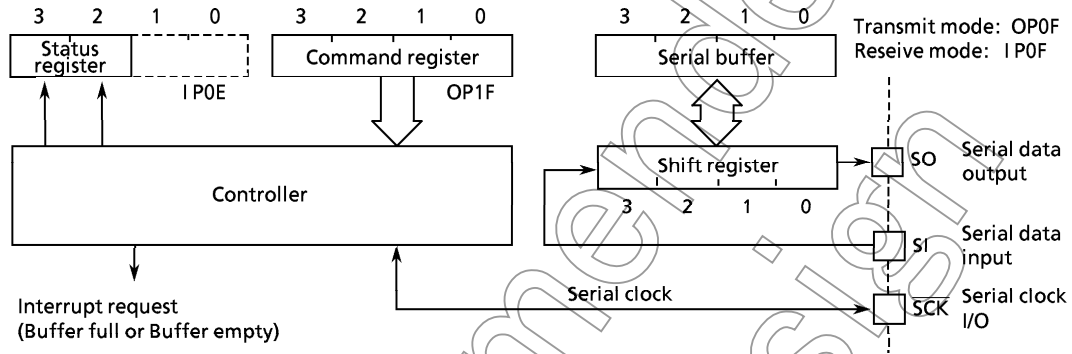 3 2 1 0
3 2 1 0
3 2 1 0
Transmit mode: OP0F
Reseive mode: IP0F
Status
register
Command register
Serial buffer
IP0E
OP1F
Controller
Shift register
3 2 1 0
SO
Serial data
output
SI
Serial data
input
Serial clock
SCK
Serial clock
I/O
Interrupt request
(Buffer full or Buffer empty)